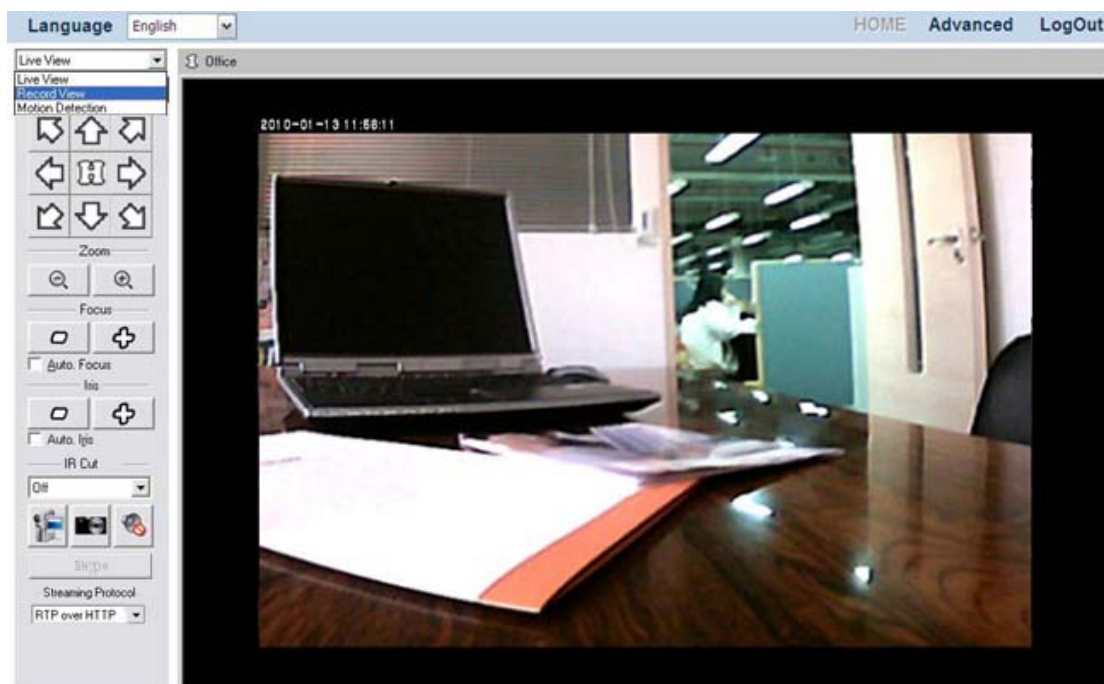 Language English HOME Advanced LogOut
Live View
Office
Live View
Record View
Motion Detection
2010-01-13 11:58:11
Zoom
Focus
Auto. Focus
Iris
Auto. Iris
IR Cut
Off
Streaming Protocol
RTP over HTTP